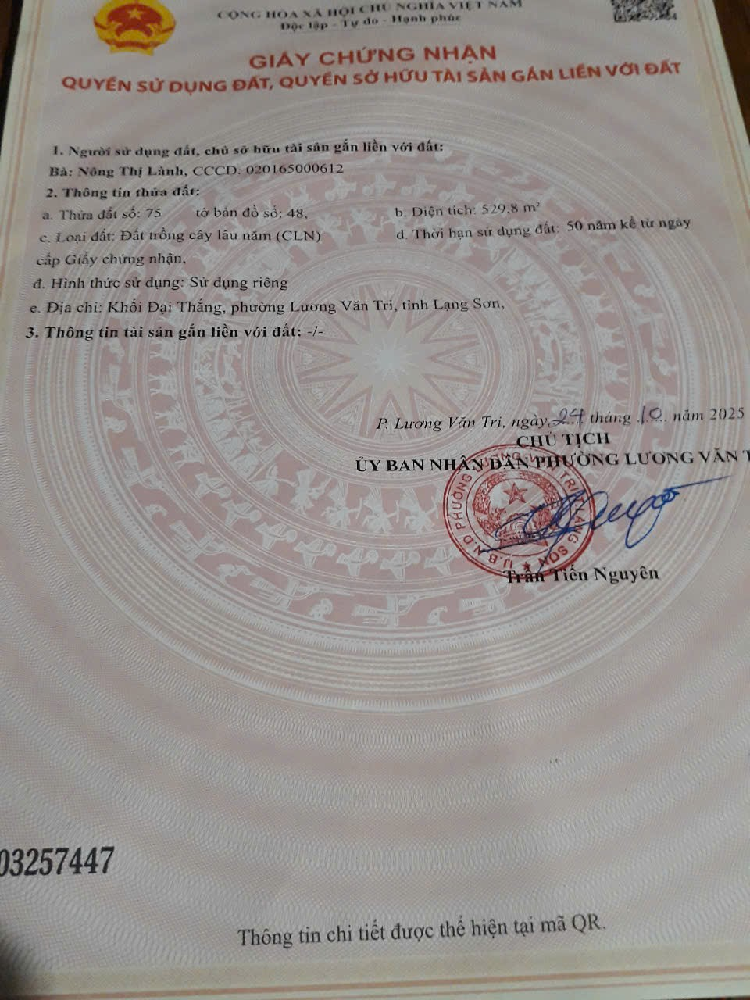 CỘNG HÒA XÃ HỘI CHỦ NGHĨA VIỆT NAM
Độc lập - Tự do - Hạnh phúc
GIẤY CHỨNG NHẬN
QUYỀN SỬ DỤNG ĐẤT, QUYỀN SỞ HỮU TÀI SẢN GẮN LIỀN VỚI ĐẤT
1. Người sử dụng đất, chủ sở hữu tài sản gắn liền với đất:
Bà: Nông Thị Lành, CCCD: 020165000612
2. Thông tin thửa đất:
a. Thửa đất số: 75 tờ bản đồ số: 48, b. Diện tích: 529,8 m²
c. Loại đất: Đất trồng cây lâu năm (CLN) d. Thời hạn sử dụng đất: 50 năm kể từ ngày
cấp Giấy chứng nhận.
đ. Hình thức sử dụng: Sử dụng riêng
e. Địa chỉ: Khối Đại Thắng, phường Lương Văn Tri, tỉnh Lạng Sơn.
3. Thông tin tài sản gắn liền với đất: -/-
P. Lương Văn Tri, ngày 24 tháng 10 năm 2025
CHỦ TỊCH
ỦY BAN NHÂN DÂN PHƯỜNG LƯƠNG VĂN T
U.B.N.D PHƯỜNG LƯƠNG VĂN TRI T. LẠNG SƠN
Trần Tiến Nguyên
03257447
Thông tin chi tiết được thể hiện tại mã QR.